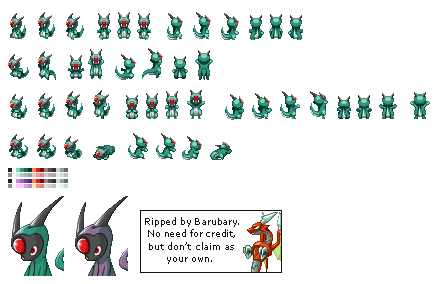 Ripped by Barubary.
No need for credit,
but don't claim as
your own.